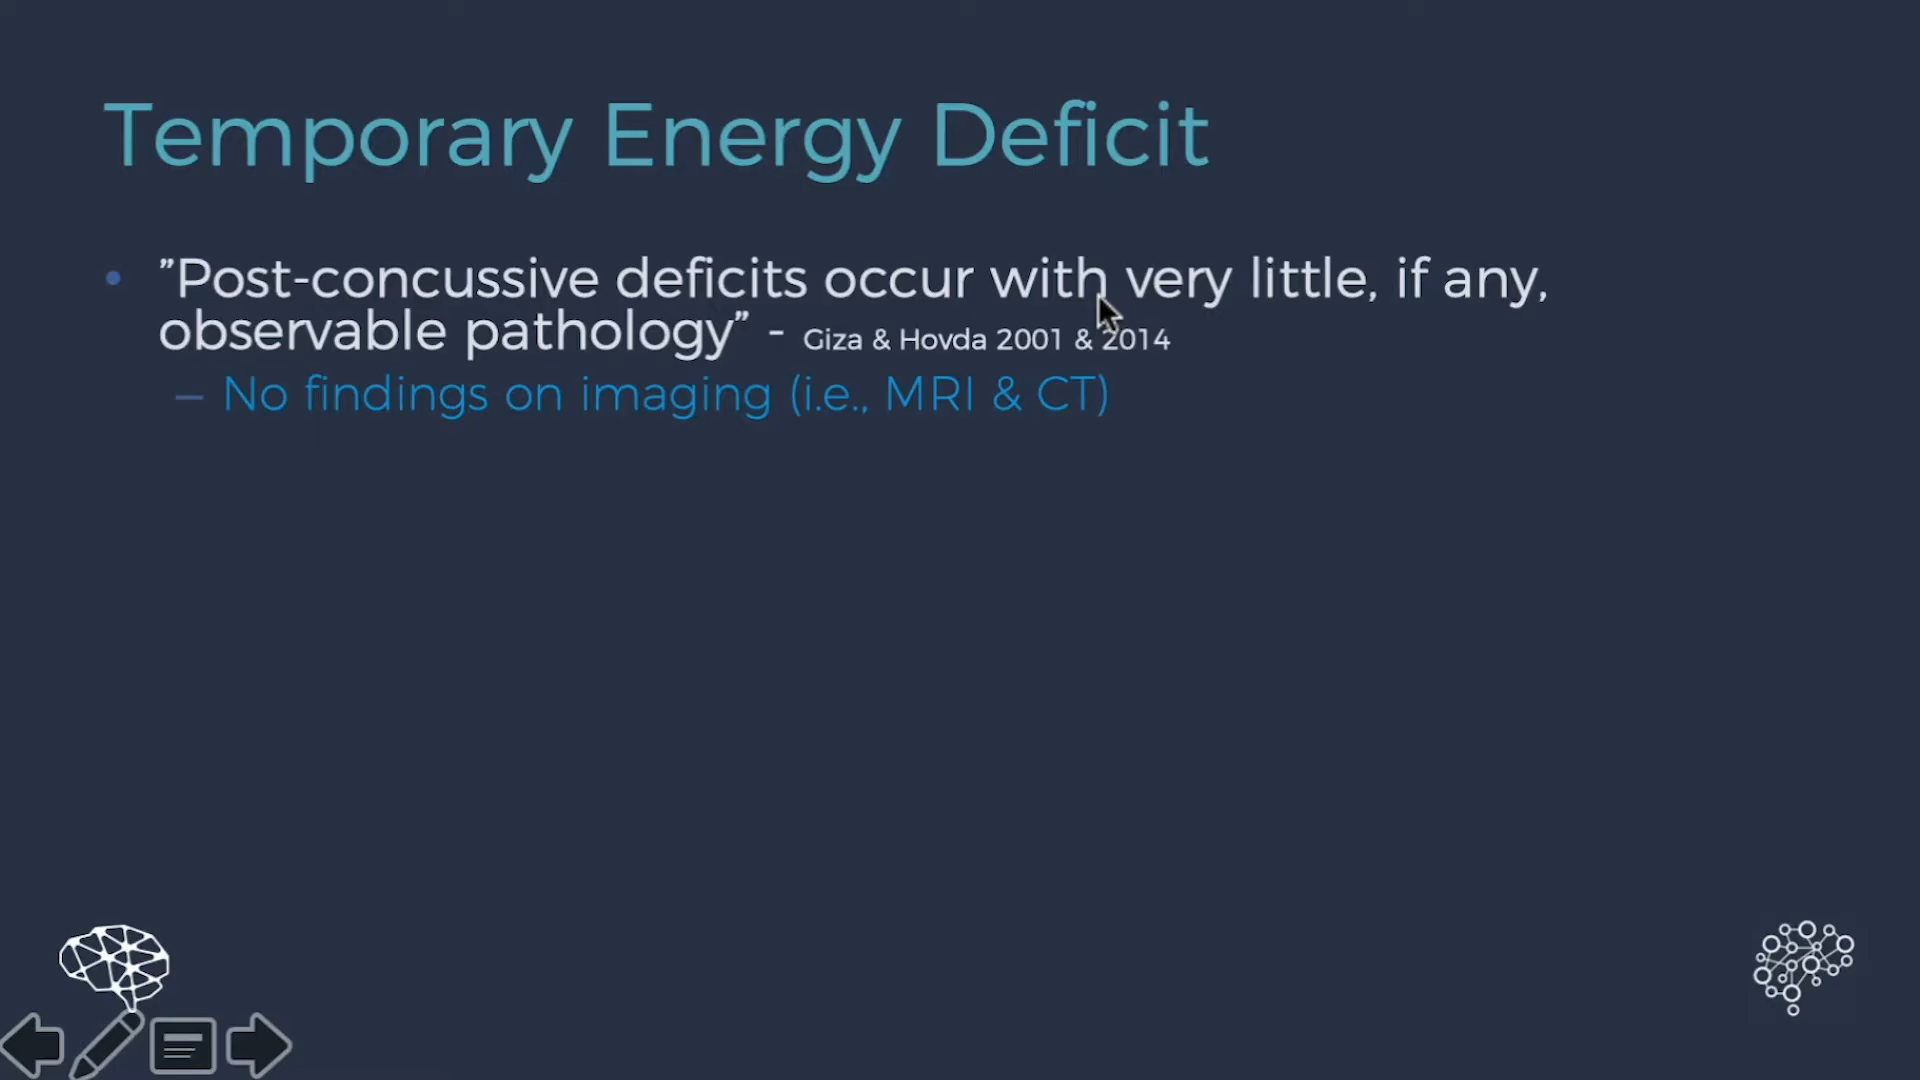 Temporary Energy Deficit
• ”Post-concussive deficits occur with very little, if any,
observable pathology” - Giza & Hovda 2001 & 2014
– No findings on imaging (i.e., MRI & CT)